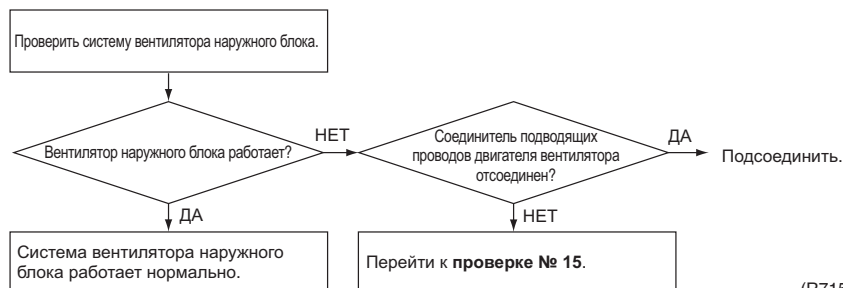 Проверить систему вентилятора наружного блока.
Вентилятор наружного блока работает?
НЕТ
Соединитель подводящих
проводов двигателя вентилятора
отсоединен?
ДА
Подсоединить.
ДА
НЕТ
Система вентилятора наружного
блока работает нормально.
Перейти к проверке № 15.